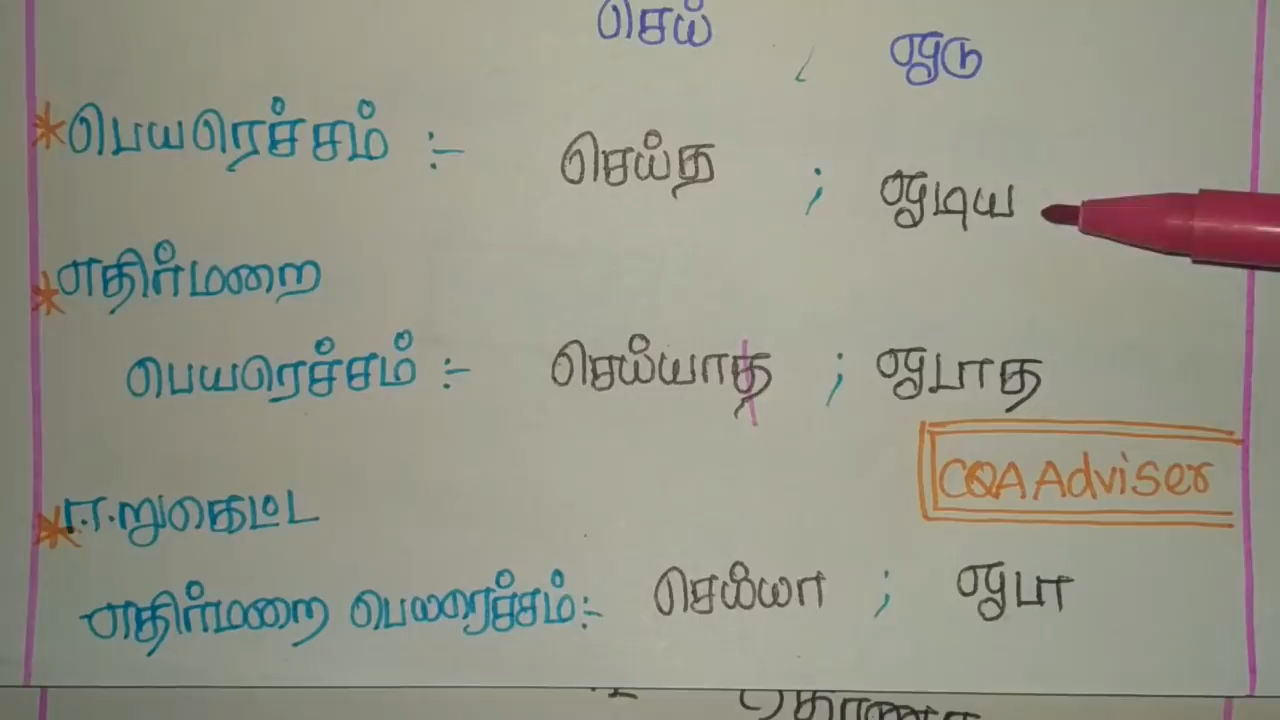 செய் , ஓடு
*பெயரெச்சம் :- செய்த ; ஓடிய
*எதிர்மறை
பெயரெச்சம் :- செய்யாத ; ஓடாத
CQA Adviser
*ஈறுகெட்ட
எதிர்மறை பெயரைச்சம்:- செய்யா ; ஓடா